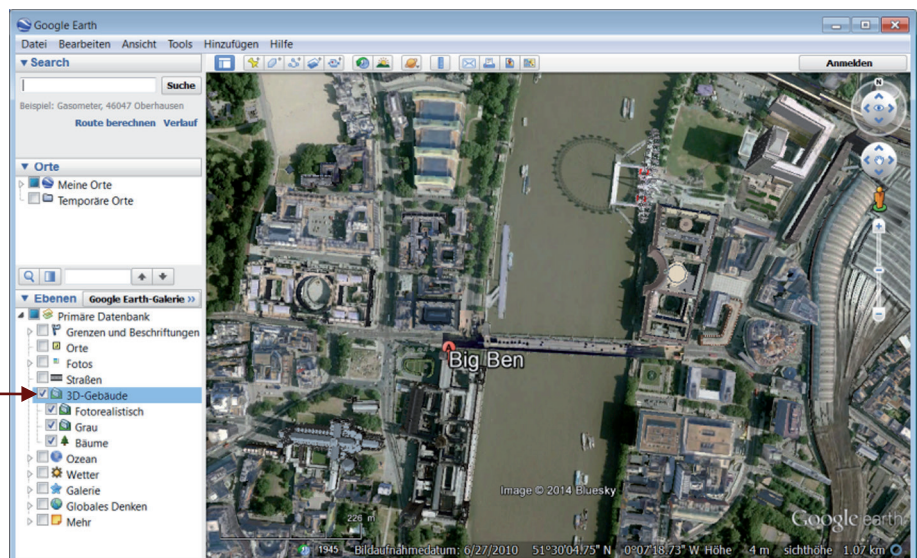 Google Earth
Datei Bearbeiten Ansicht Tools Hinzufügen Hilfe
Search
Suche
Beispiel: Gasometer, 46047 Oberhausen
Route berechnen Verlauf
Orte
Meine Orte
Temporäre Orte
Ebenen Google Earth-Galerie »
Primäre Datenbank
Grenzen und Beschriftungen
Orte
Fotos
Straßen
3D-Gebäude
Fotorealistisch
Grau
Bäume
Ozean
Wetter
Galerie
Globales Denken
Mehr
Anmelden
N
A
Big Ben
Image © 2014 Bluesky
Google earth
226 m
1945 Bildaufnahmedatum: 6/27/2010 51°30'04.75" N 0°07'18.73" W Höhe 4 m sichthöhe 1.07 km